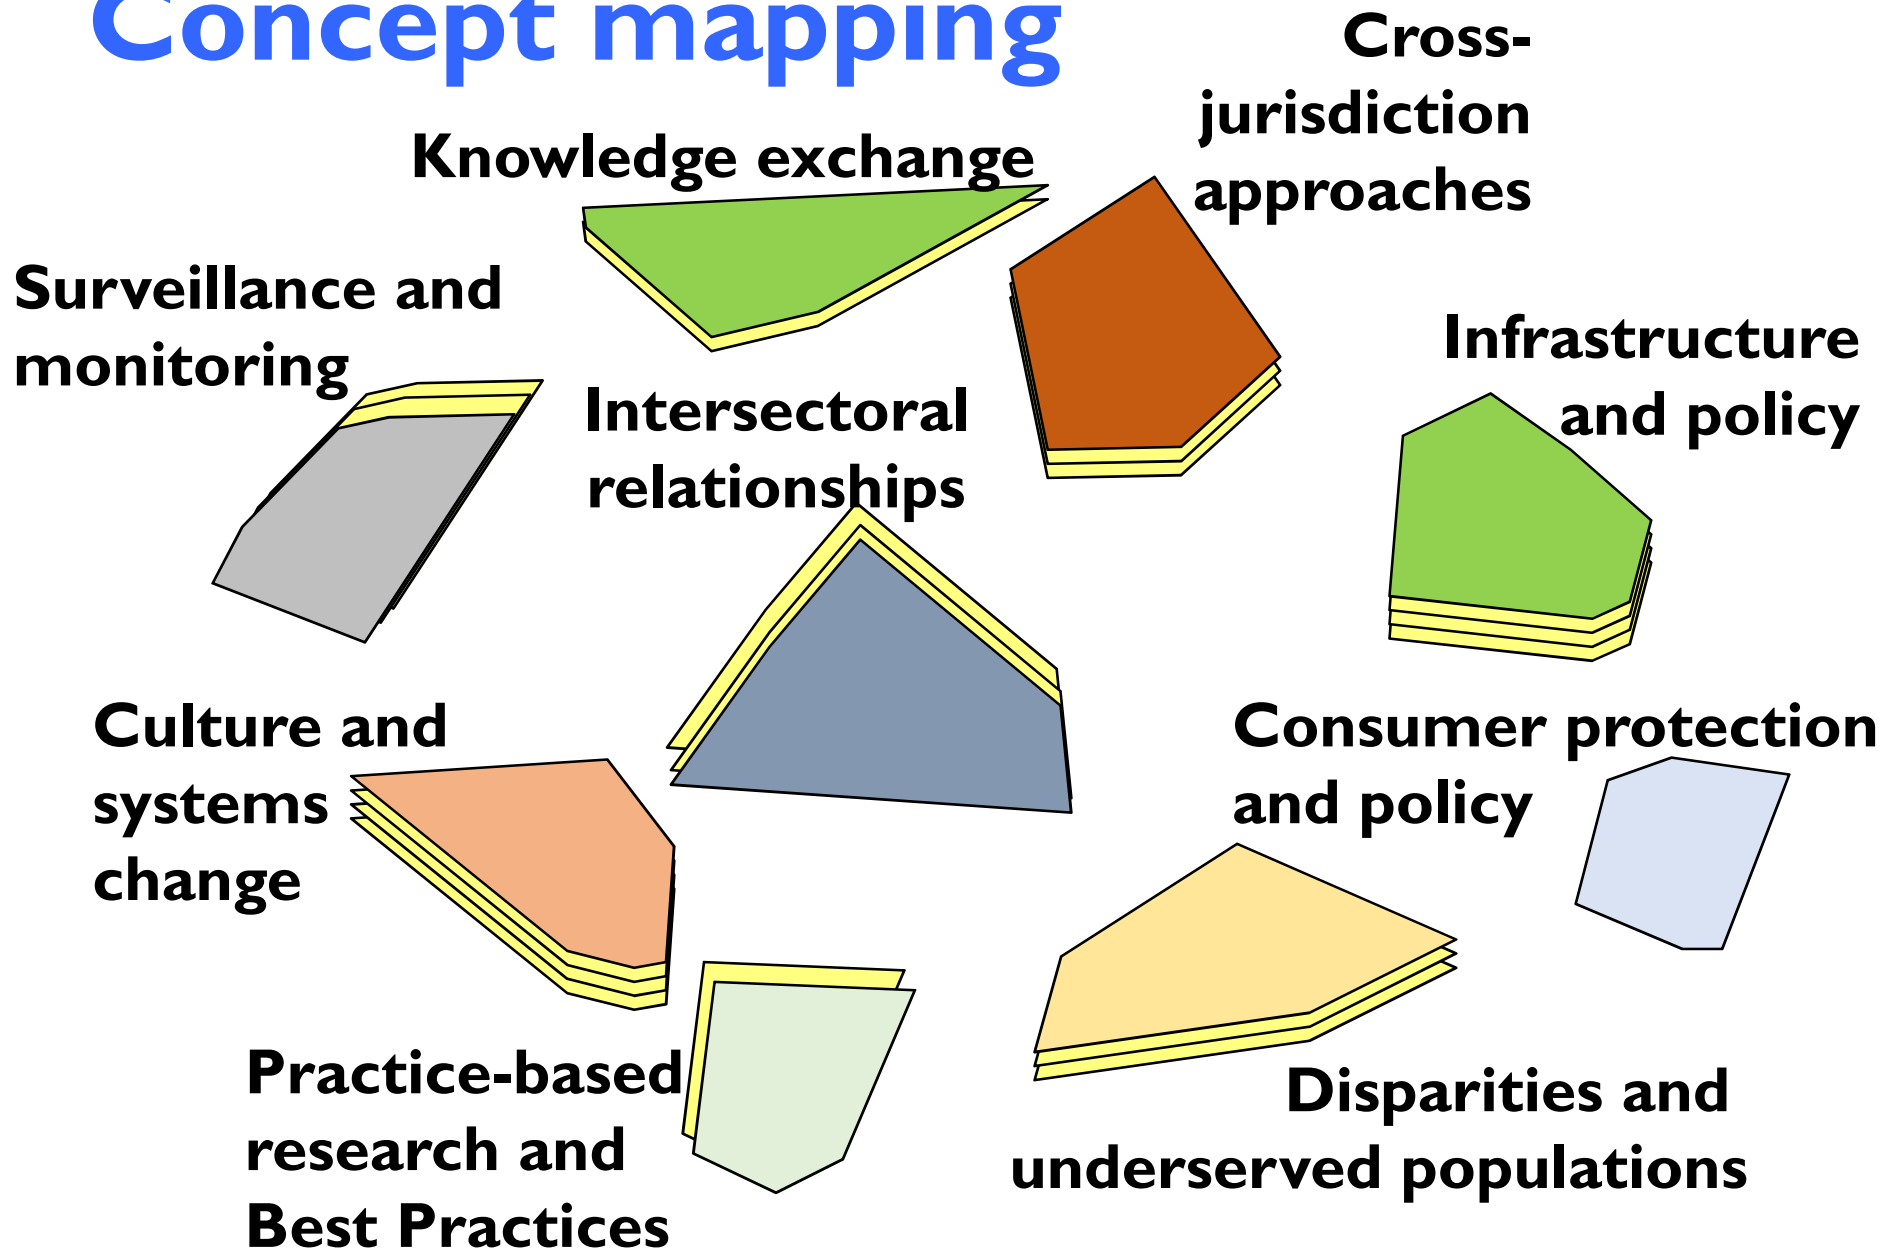 Concept mapping
Cross-
jurisdiction
approaches
Knowledge exchange
Surveillance and
monitoring
Intersectoral
relationships
Infrastructure
and policy
Culture and
systems
change
Consumer protection
and policy
Practice-based
research and
Best Practices
Disparities and
underserved populations